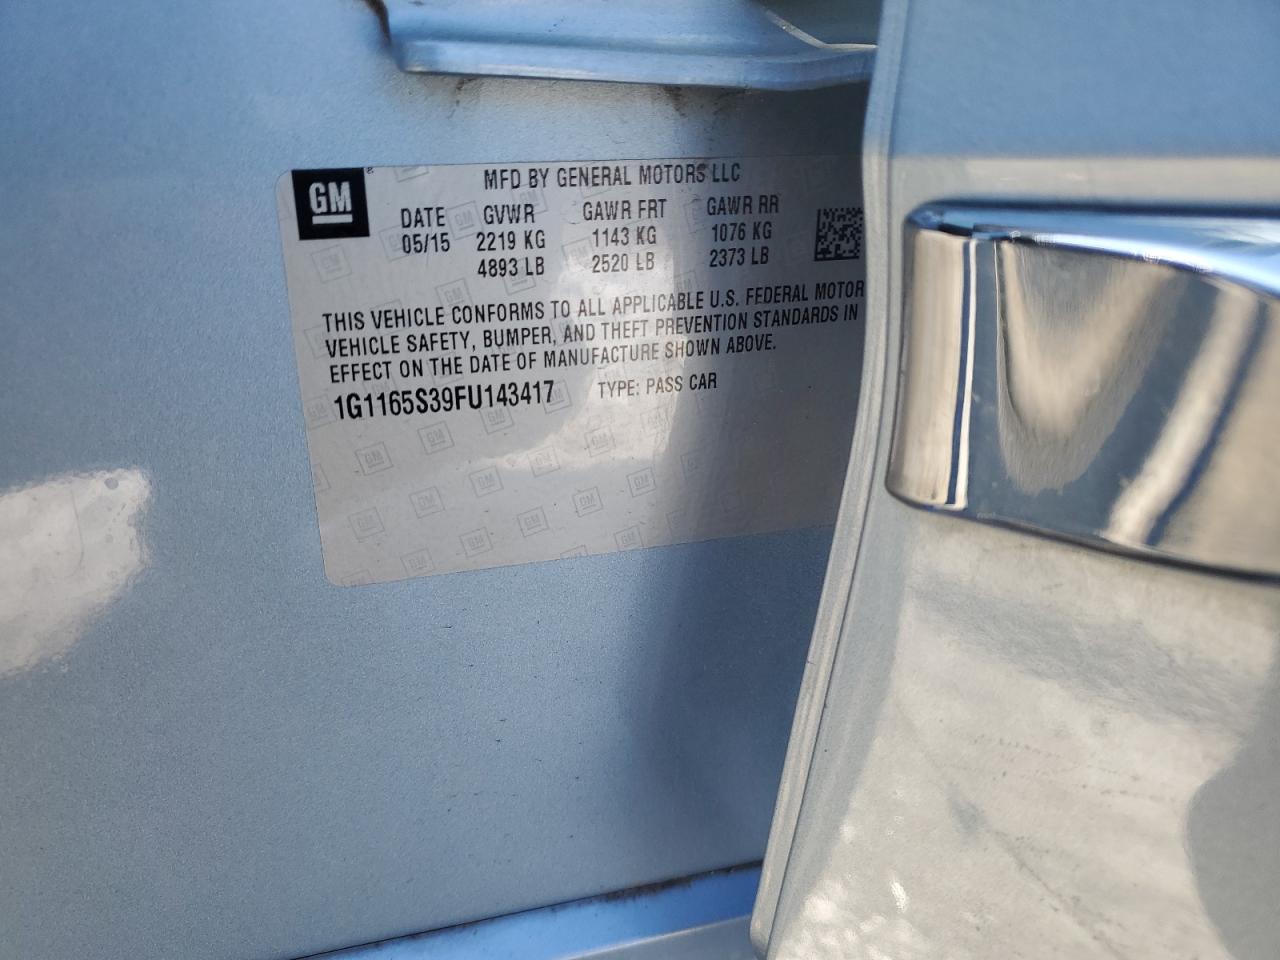 GM
MFD BY GENERAL MOTORS LLC
DATE GVWR GAWR FRT GAWR RR
05/15 2219 KG 1143 KG 1076 KG
4893 LB 2520 LB 2373 LB
THIS VEHICLE CONFORMS TO ALL APPLICABLE U.S. FEDERAL MOTOR
VEHICLE SAFETY, BUMPER, AND THEFT PREVENTION STANDARDS IN
EFFECT ON THE DATE OF MANUFACTURE SHOWN ABOVE.
1G1165S39FU143417 TYPE: PASS CAR